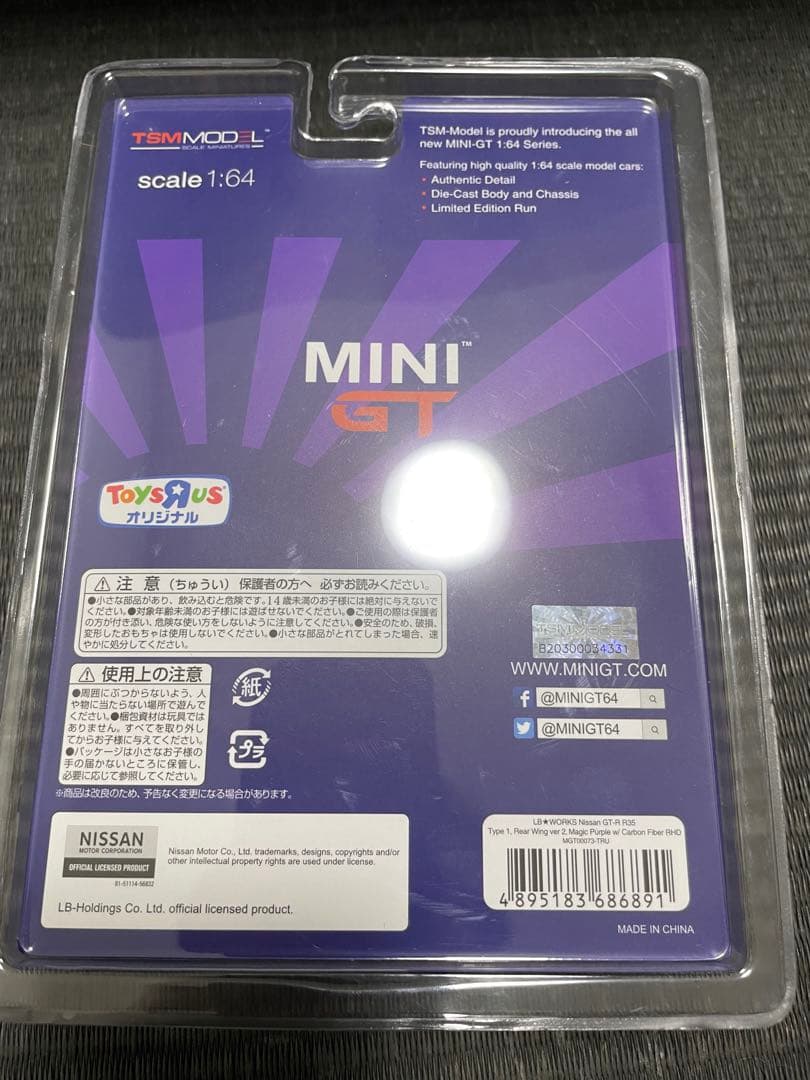 TSMMODEL™
SCALE MINIATURES
scale 1:64
TSM-Model is proudly introducing the all
new MINI-GT 1:64 Series.
Featuring high quality 1:64 scale model cars:
• Authentic Detail
• Die-Cast Body and Chassis
• Limited Edition Run
MINI™
GT
TOYSЯUS
オリジナル
⚠注 意(ちゅうい) 保護者の方へ 必ずお読みください。
●小さな部品があり、飲み込むと危険です。14歳未満のお子様には絶対に与えないで
ください。●対象年齢未満のお子様には遊ばせないでください。●ご使用の際は保護者
の方が付き添い、危険な使い方をしないように注意してください。●安全のため、破損、
変形したおもちゃは使用しないでください。●小さな部品がとれてしまった場合、速
やかに処分してください。
⚠使用上の注意
●周囲にぶつからないよう、人
や物に当たらない場所で遊んで
ください。●梱包資材は玩具では
ありません。すべてを取り外し
てからお子様に与えてください。
●パッケージは小さなお子様の
手の届かないところに保管し、
必要に応じて参照してください。
紙
プラ
※商品は改良のため、予告なく変更になる場合があります。
B20300034331
WWW.MINIGT.COM
@MINIGT64
@MINIGT64
NISSAN
MOTOR CORPORATION
OFFICIAL LICENSED PRODUCT
81-51114-56832
Nissan Motor Co., Ltd. trademarks, designs, copyrights and/or
other intellectual property rights are used under license.
LB-Holdings Co. Ltd. official licensed product.
LB★WORKS Nissan GT-R R35
Type 1, Rear Wing ver 2, Magic Purple w/ Carbon Fiber RHD
MGT00073-TRU
4 895183 686891
MADE IN CHINA